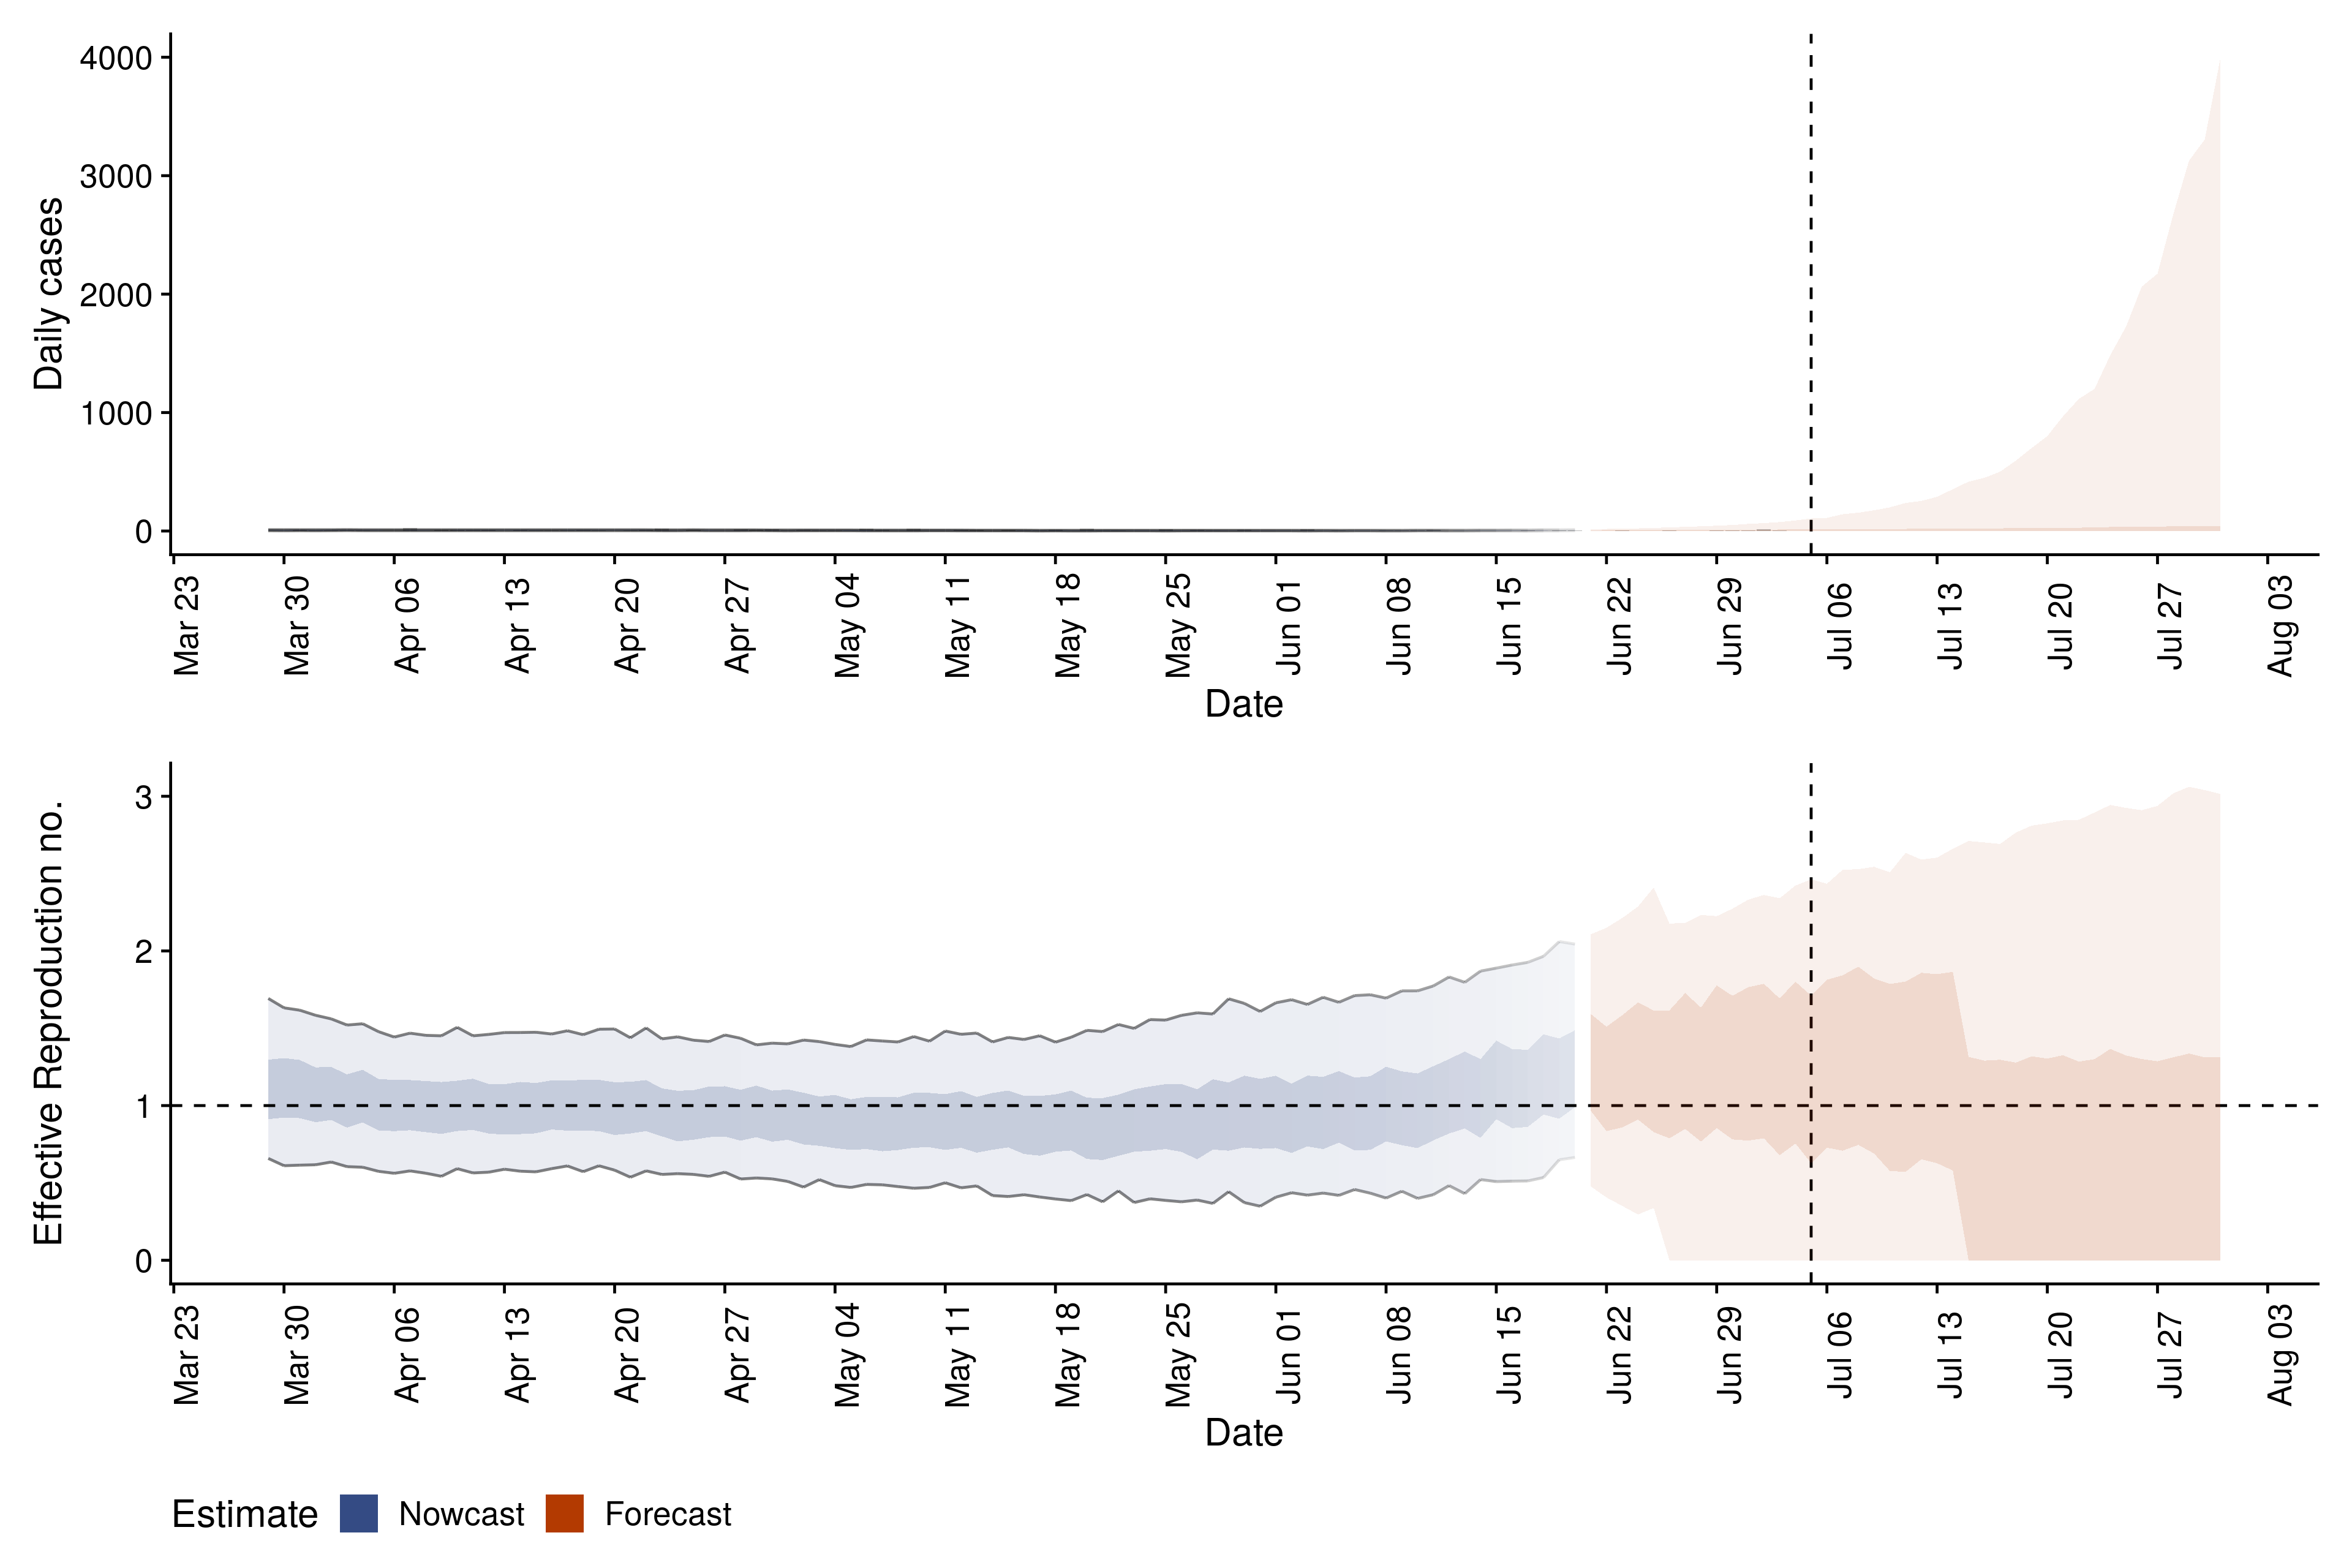 Daily cases
4000
3000
2000
1000
0
Mar 23 Mar 30 Apr 06 Apr 13 Apr 20 Apr 27 May 04 May 11 May 18 May 25 Jun 01 Jun 08 Jun 15 Jun 22 Jun 29 Jul 06 Jul 13 Jul 20 Jul 27 Aug 03
Date
Effective Reproduction no.
3
2
1
0
Mar 23 Mar 30 Apr 06 Apr 13 Apr 20 Apr 27 May 04 May 11 May 18 May 25 Jun 01 Jun 08 Jun 15 Jun 22 Jun 29 Jul 06 Jul 13 Jul 20 Jul 27 Aug 03
Date
Estimate Nowcast Forecast